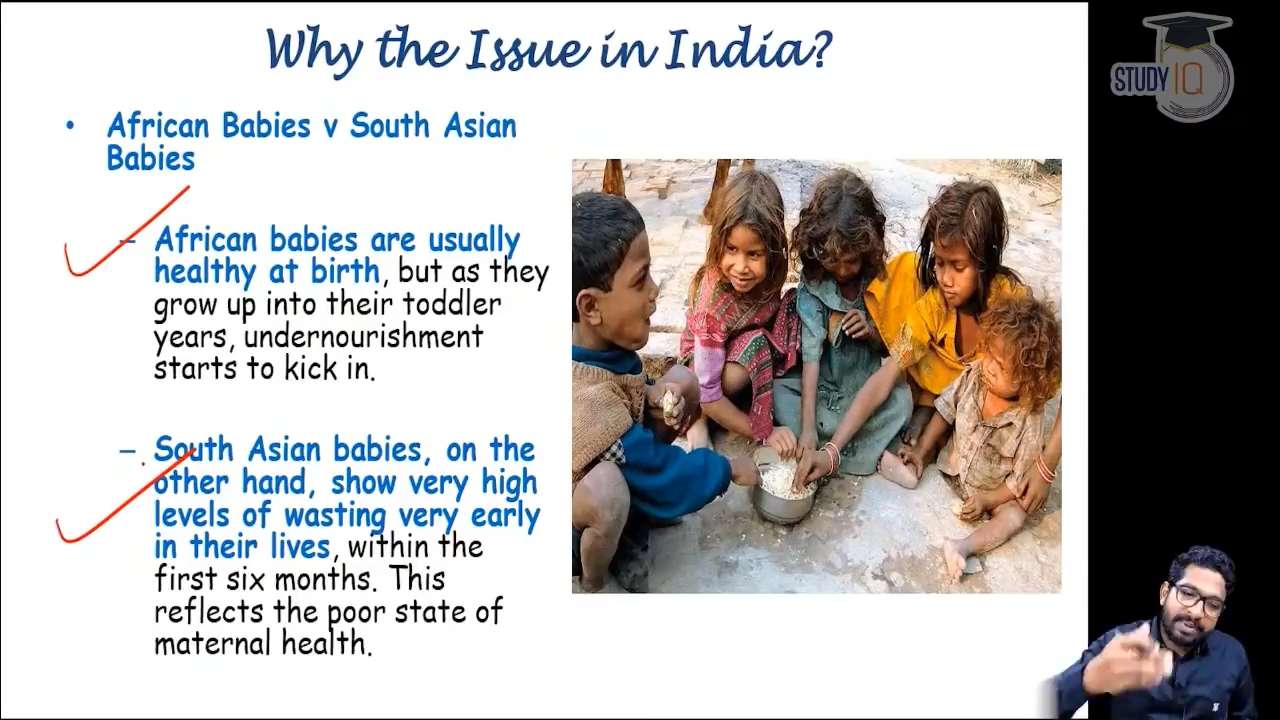 Why the Issue in India?
STUDY IQ
• African Babies v South Asian
Babies
– African babies are usually
healthy at birth, but as they
grow up into their toddler
years, undernourishment
starts to kick in.
– South Asian babies, on the
other hand, show very high
levels of wasting very early
in their lives, within the
first six months. This
reflects the poor state of
maternal health.